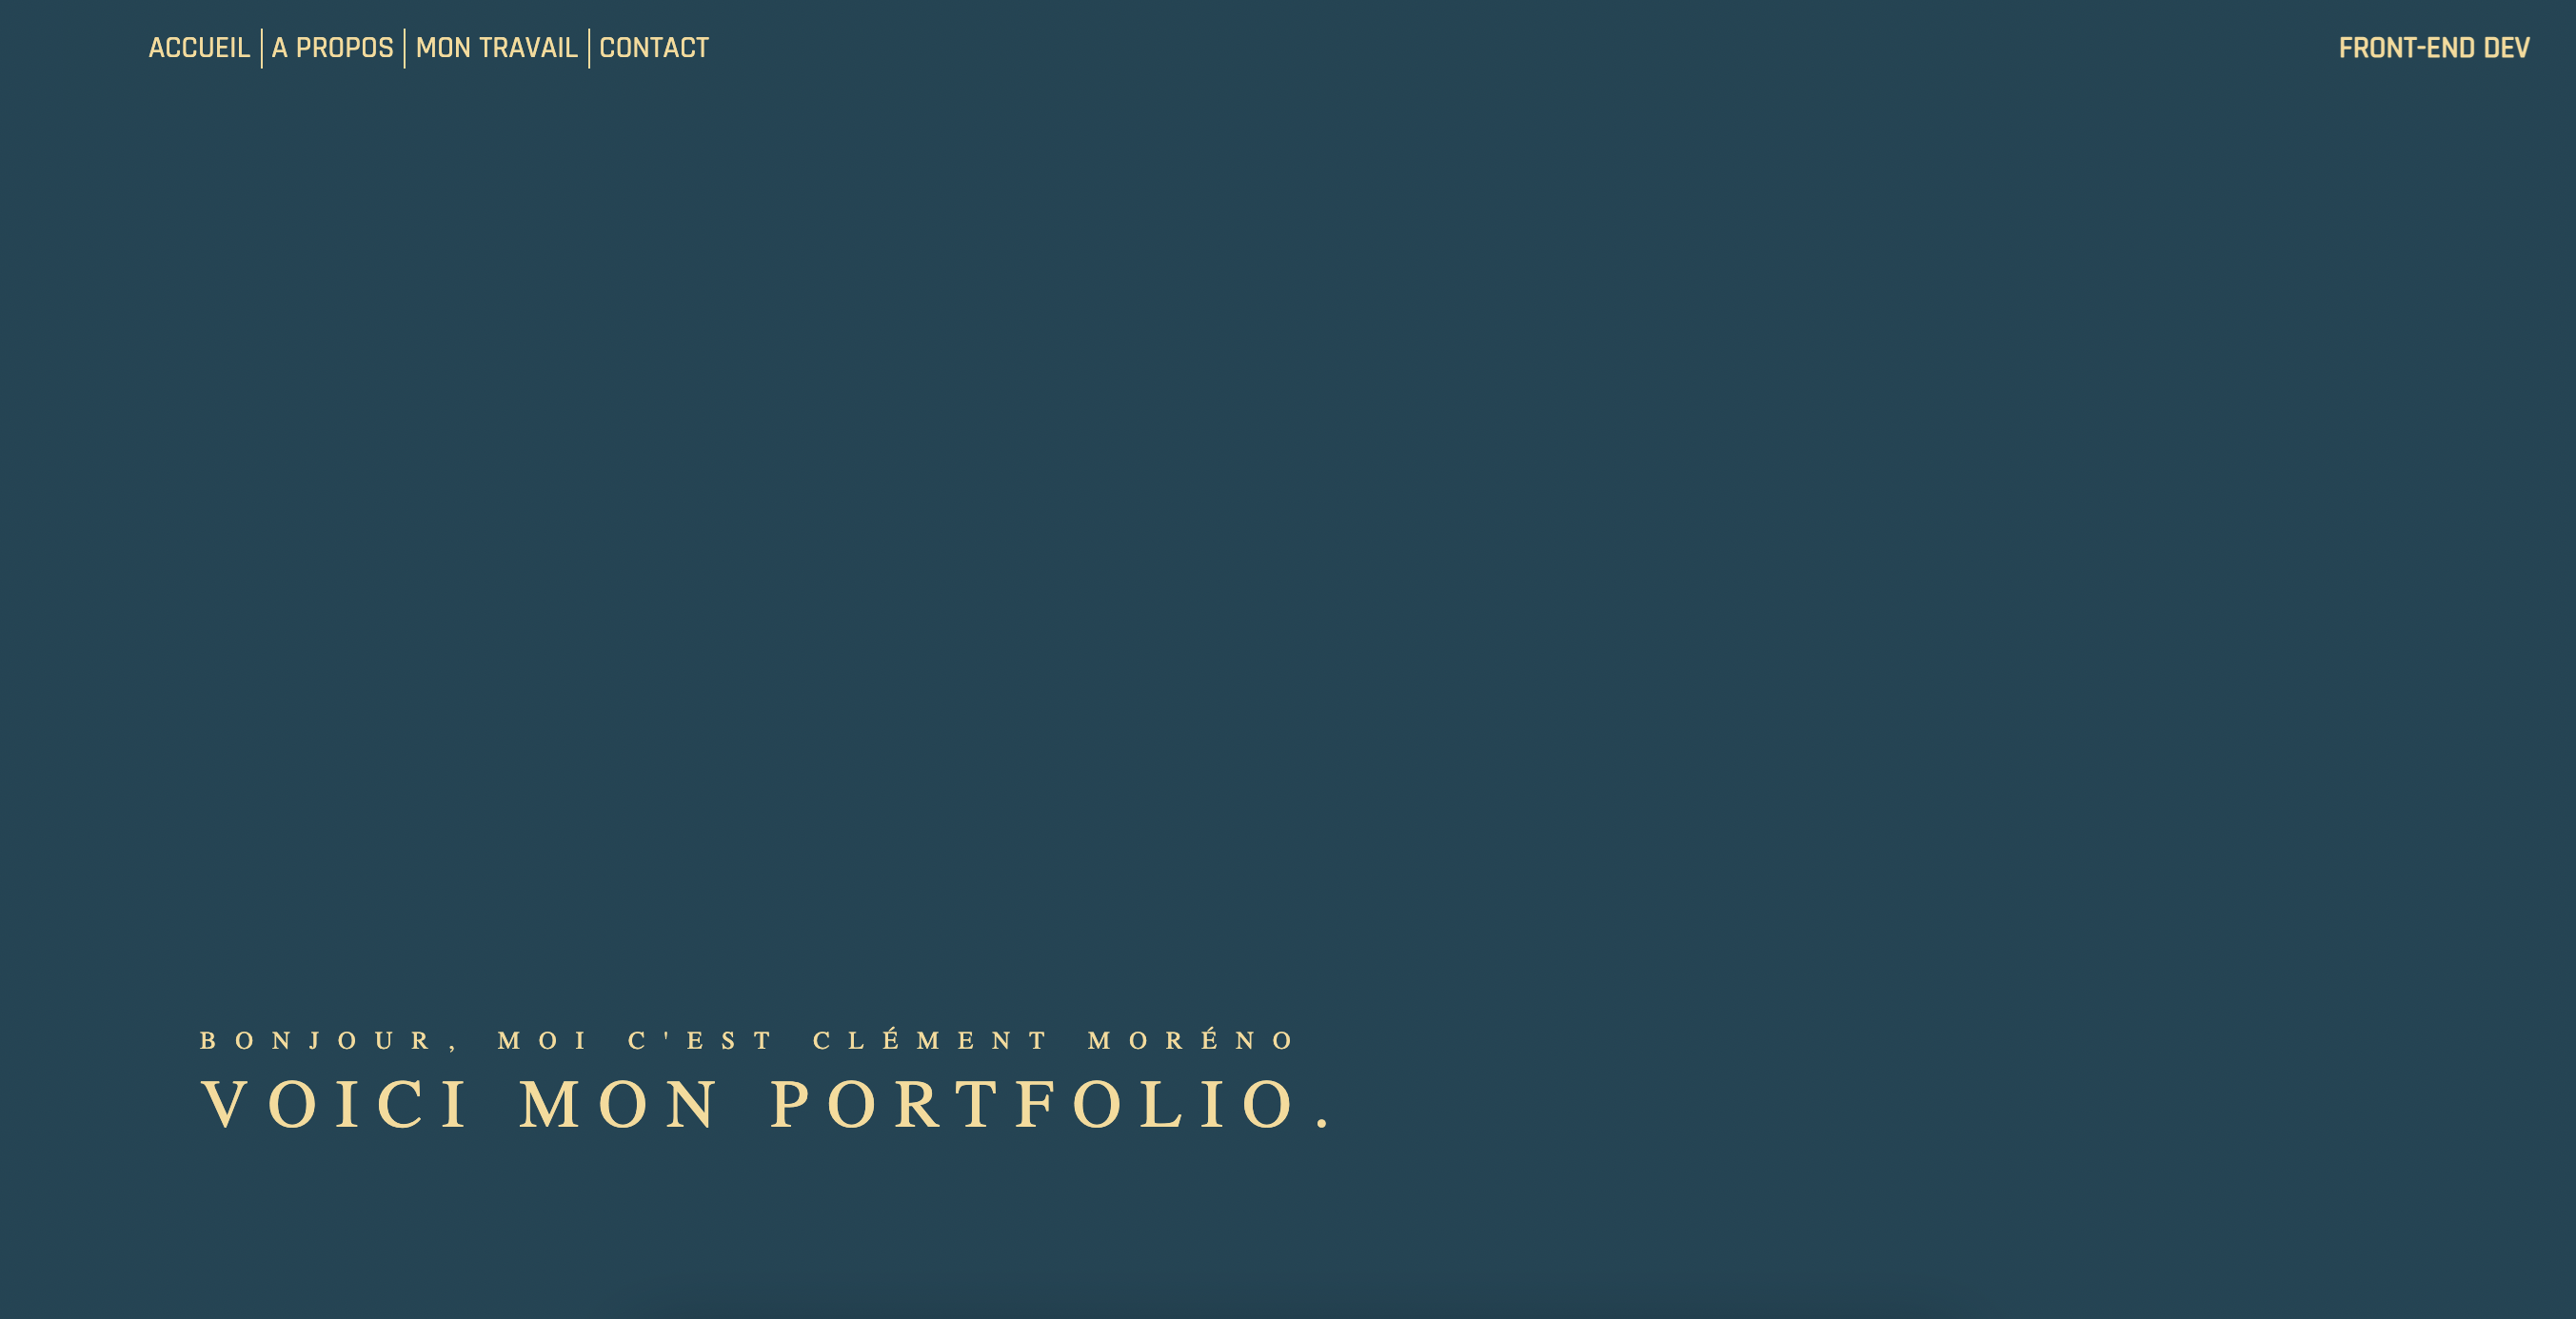 ACCUEIL | A PROPOS | MON TRAVAIL | CONTACT
FRONT-END DEV
BONJOUR, MOI C'EST CLÉMENT MORÉNO
VOICI MON PORTFOLIO.